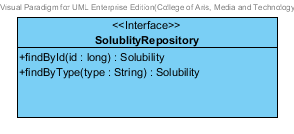 Visual Paradigm for UML Enterprise Edition(College of Arts, Media and Technology
<<Interface>>
SolublityRepository
+findById(id : long) : Solubility
+findByType(type : String) : Solubility